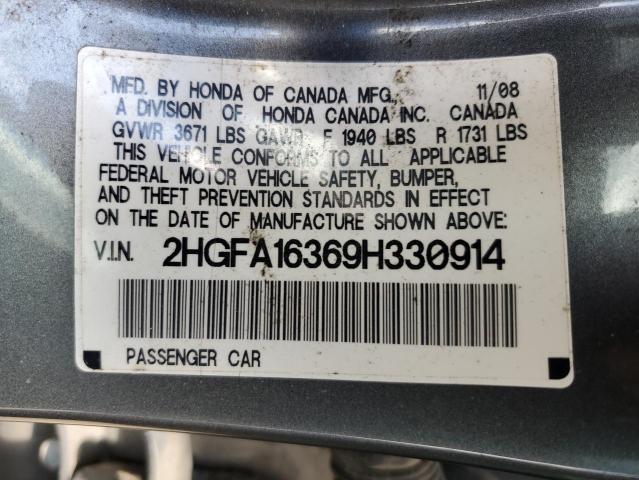 MFD. BY HONDA OF CANADA MFG. 11/08
A DIVISION OF HONDA CANADA INC. CANADA
GVWR 3671 LBS GAWR F 1940 LBS R 1731 LBS
THIS VEHICLE CONFORMS TO ALL APPLICABLE
FEDERAL MOTOR VEHICLE SAFETY, BUMPER,
AND THEFT PREVENTION STANDARDS IN EFFECT
ON THE DATE OF MANUFACTURE SHOWN ABOVE.
V.I.N. 2HGFA16369H330914
PASSENGER CAR